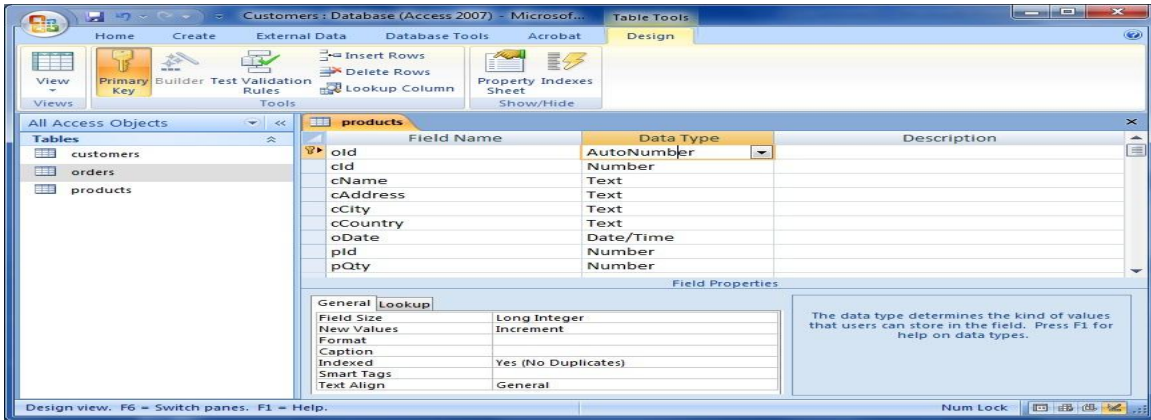 Customers : Database (Access 2007) - Microsof...
Table Tools
Home Create External Data Database Tools Acrobat Design
View
Primary Key
Builder
Test Validation Rules
Insert Rows
Delete Rows
Lookup Column
Property Sheet
Indexes
Views
Tools
Show/Hide
All Access Objects
Tables
customers
orders
products
products
Field Name Data Type Description
oId AutoNumber
cId Number
cName Text
cAddress Text
cCity Text
cCountry Text
oDate Date/Time
pId Number
pQty Number
Field Properties
General Lookup
Field Size Long Integer
New Values Increment
Format
Caption
Indexed Yes (No Duplicates)
Smart Tags
Text Align General
The data type determines the kind of values
that users can store in the field. Press F1 for
help on data types.
Design view. F6 = Switch panes. F1 = Help.
Num Lock